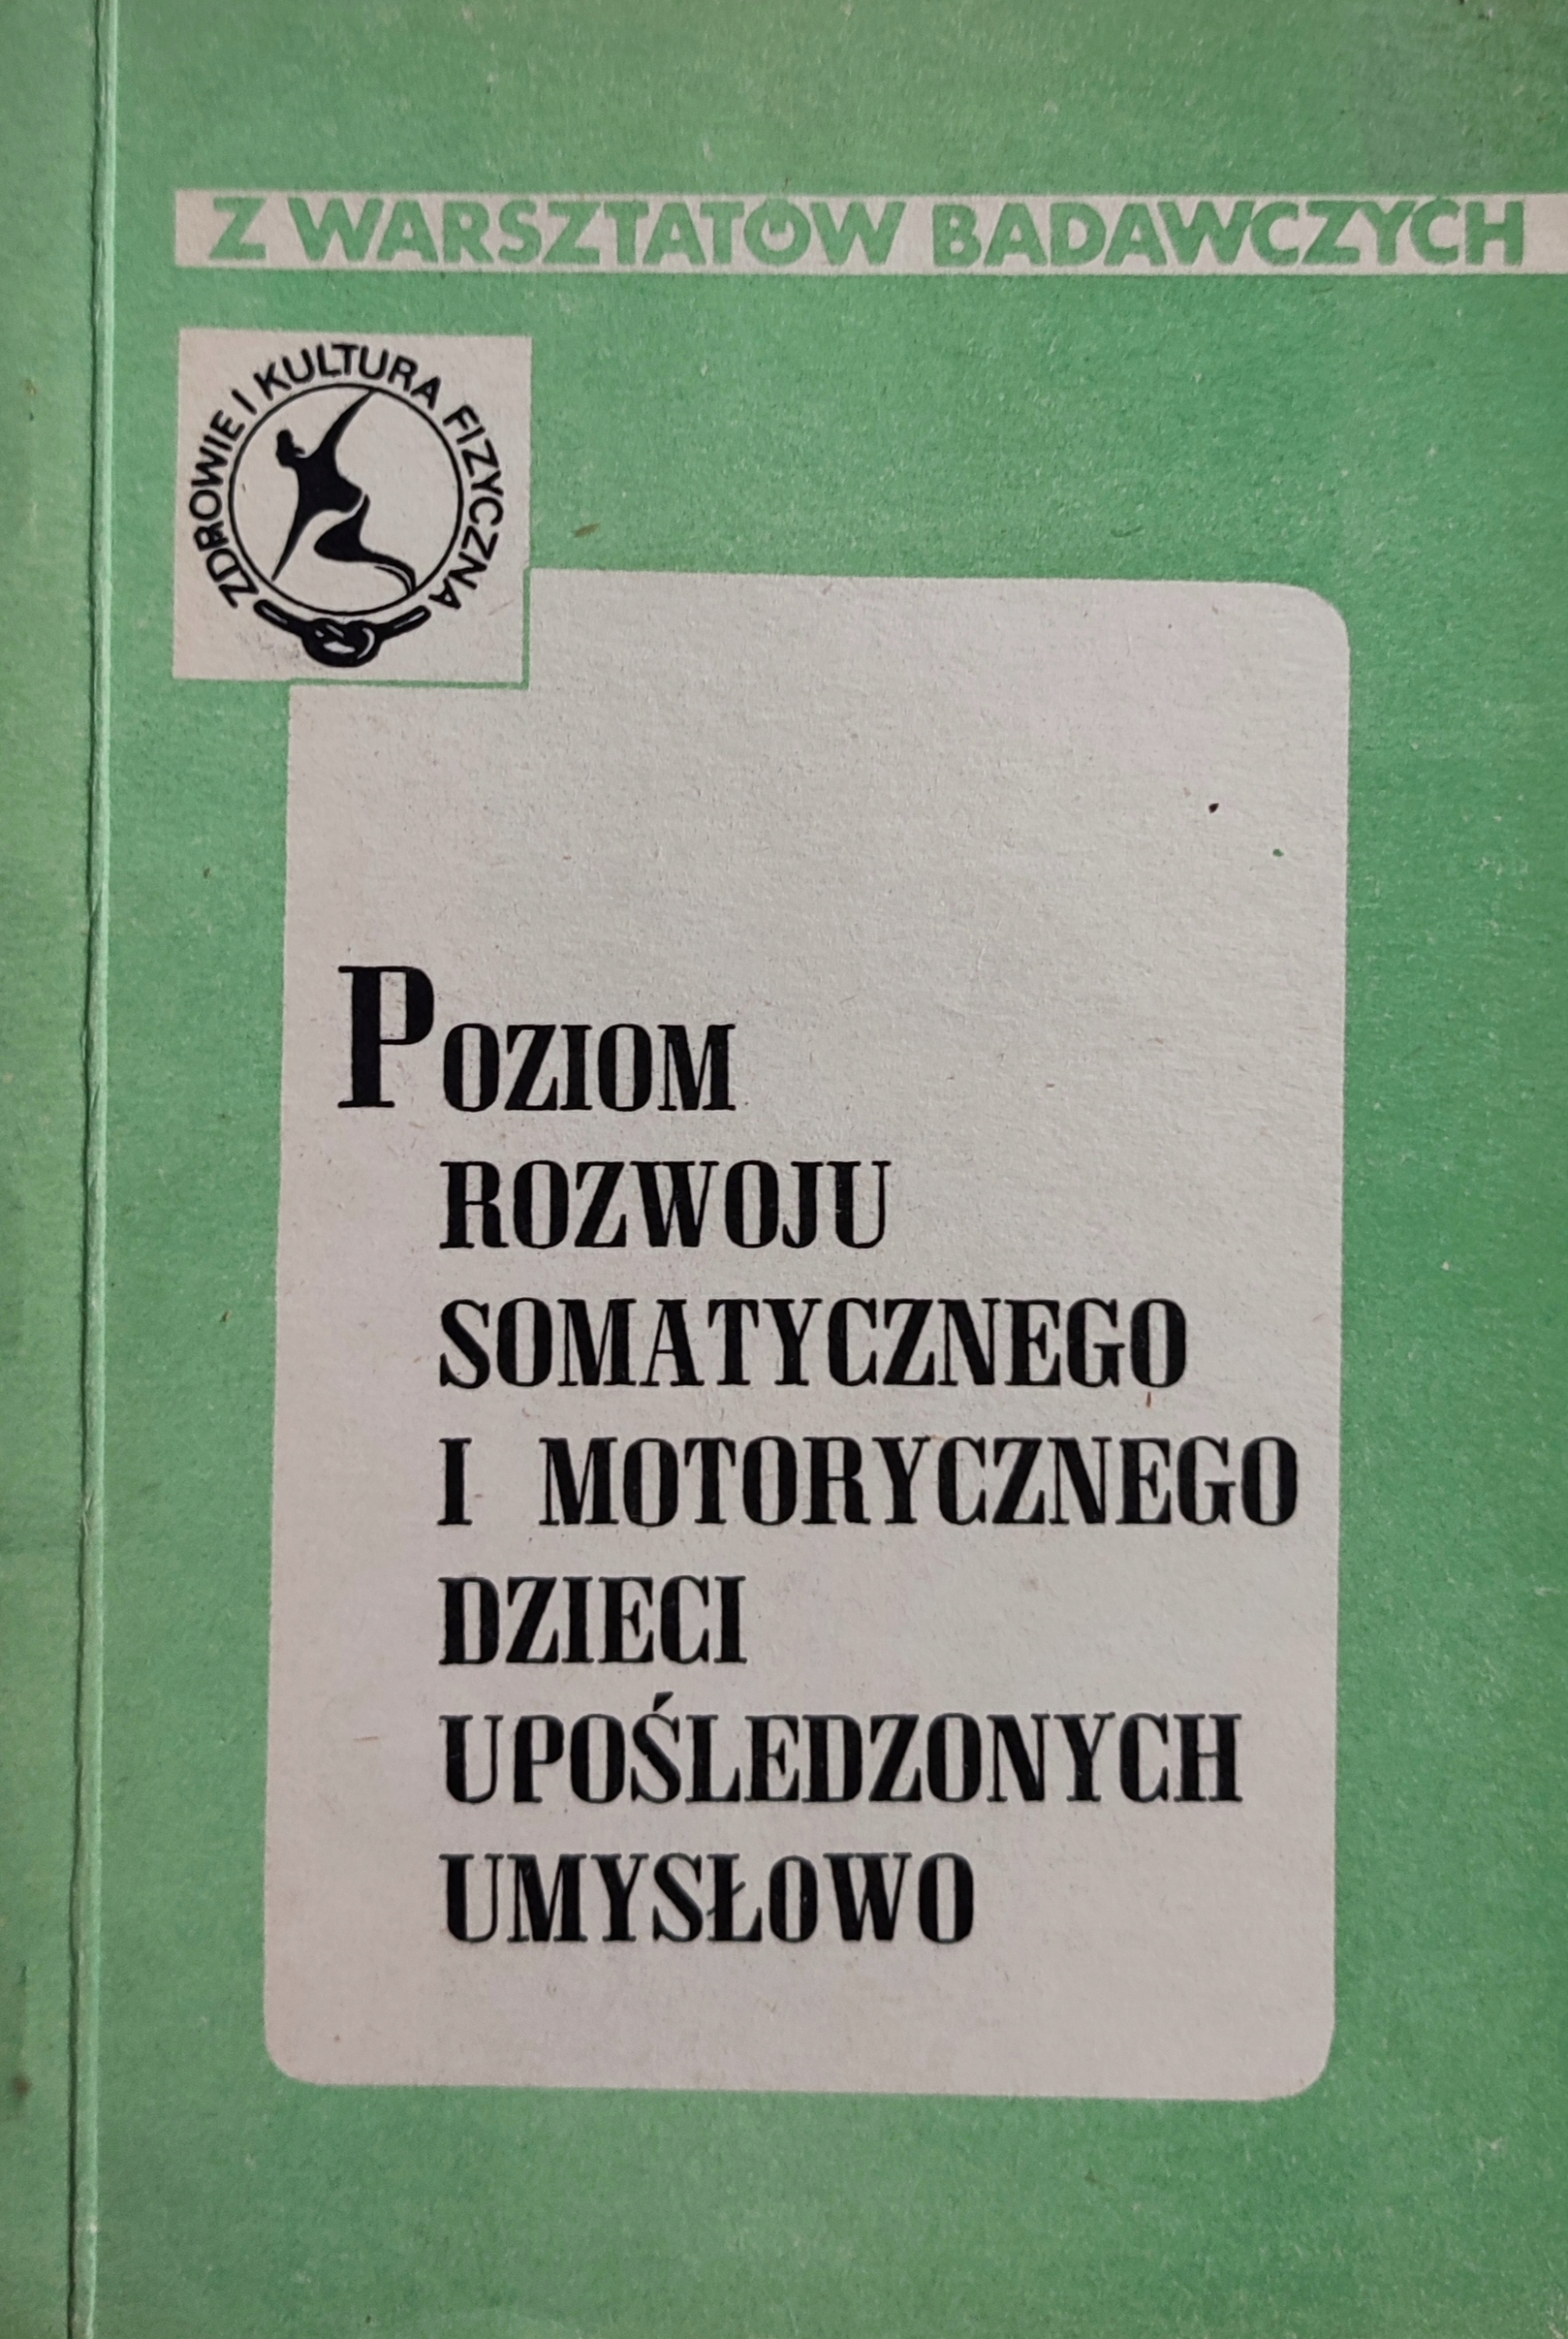 Z WARSZTATÓW BADAWCZYCH
ZDROWIE I KULTURA FIZYCZNA
POZIOM
ROZWOJU
SOMATYCZNEGO
I MOTORYCZNEGO
DZIECI
UPOŚLEDZONYCH
UMYSŁOWO